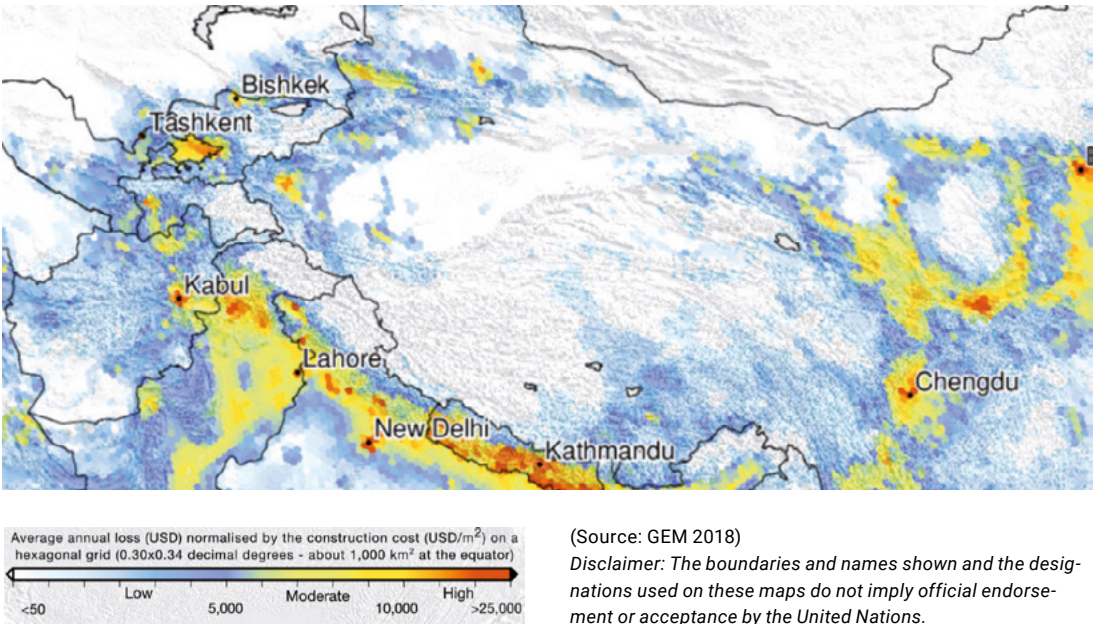 Bishkek
Tashkent
Kabul
Lahore
New Delhi
Kathmandu
Chengdu
Average annual loss (USD) normalised by the construction cost (USD/m²) on a
hexagonal grid (0.30x0.34 decimal degrees - about 1,000 km² at the equator)
Low Moderate High
<50 5,000 10,000 >25,000
(Source: GEM 2018)
Disclaimer: The boundaries and names shown and the desig-
nations used on these maps do not imply official endorse-
ment or acceptance by the United Nations.